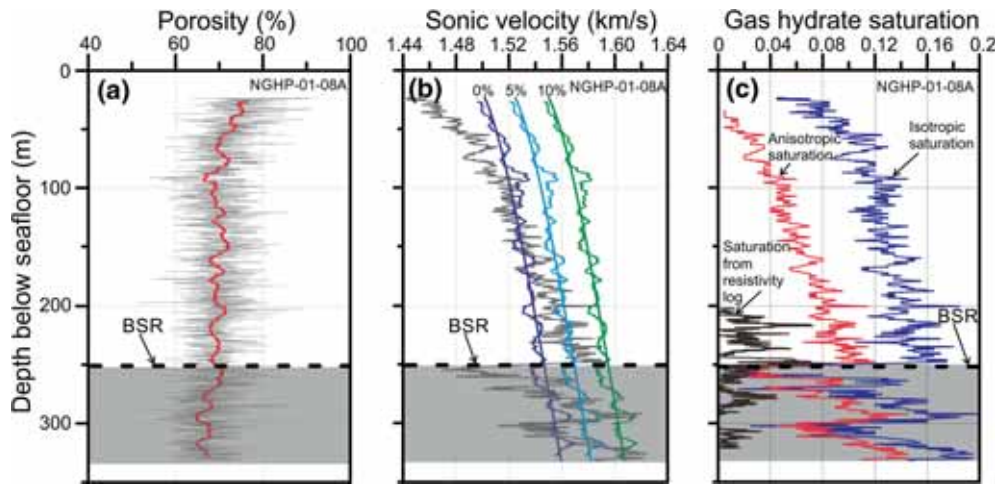 Porosity (%)
40 60 80 100
Sonic velocity (km/s)
1.44 1.48 1.52 1.56 1.60 1.64
Gas hydrate saturation
0 0.04 0.08 0.12 0.16 0.2
Depth below seafloor (m)
0
100
200
300
(a)
NGHP-01-08A
BSR
(b)
NGHP-01-08A
0% 5% 10%
BSR
(c)
NGHP-01-08A
Anisotropic
saturation
Isotropic
saturation
Saturation
from
resistivity
log
BSR